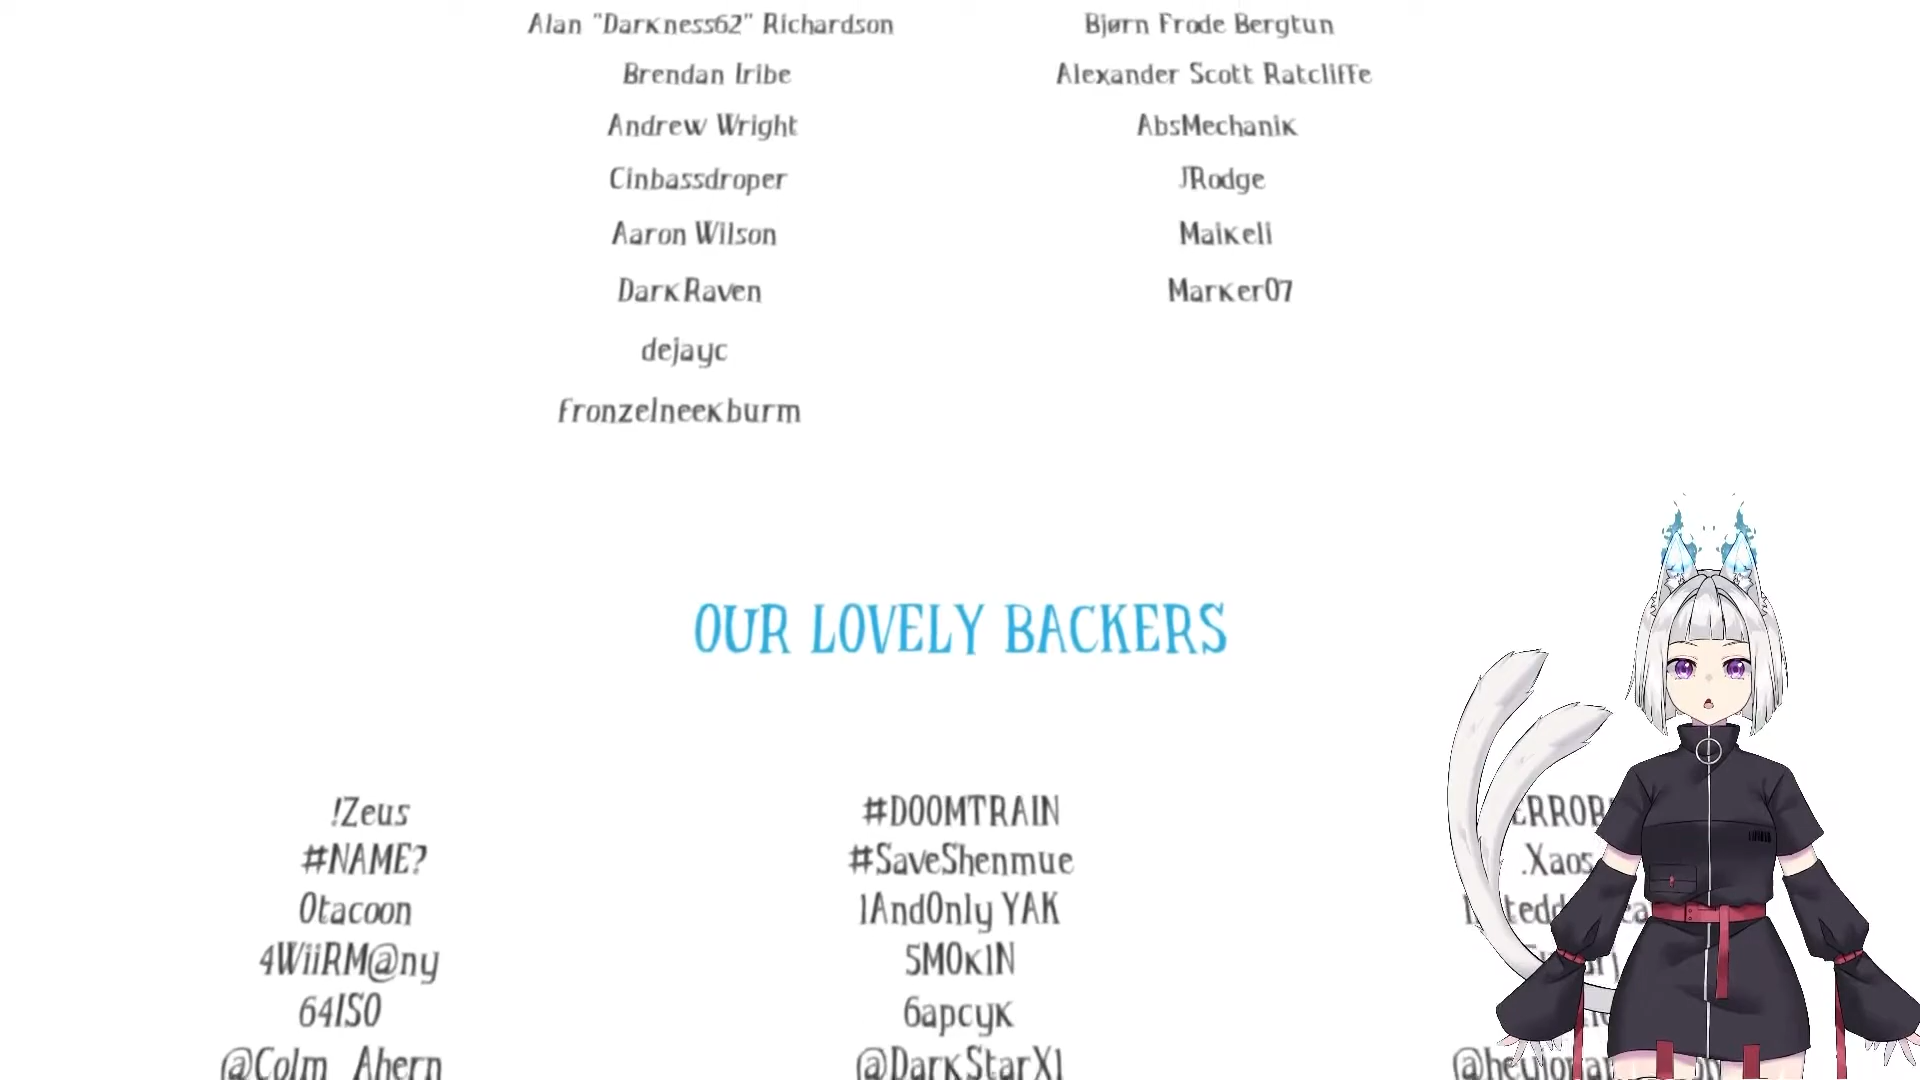 Alan "Darkness62" Richardson
Bjørn Frode Bergtun
Brendan Iribe
Alexander Scott Ratcliffe
Andrew Wright
AbsMechanik
Cinbassdroper
JRodge
Aaron Wilson
Maikeli
DarkRaven
Marker07
dejayc
fronzelneekburm
OUR LOVELY BACKERS
!Zeus
#DOOMTRAIN
#NAME?
#SaveShenmue
.Xaos
0tacoon
1AndOnly YAK
4WiiRM@ny
5M0k1N
64ISO
6apcyk
@Colm_Ahern
@DarkStarX1